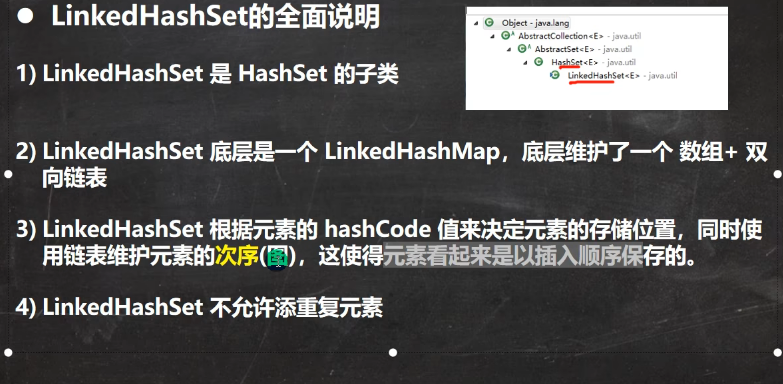 ● LinkedHashSet的全面说明
Object - java.lang
AbstractCollection<E> - java.util
AbstractSet<E> - java.util
HashSet<E> - java.util
LinkedHashSet<E> - java.util
1) LinkedHashSet 是 HashSet 的子类
2) LinkedHashSet 底层是一个 LinkedHashMap，底层维护了一个 数组+ 双
向链表
3) LinkedHashSet 根据元素的 hashCode 值来决定元素的存储位置，同时使
用链表维护元素的次序(图)，这使得元素看起来是以插入顺序保存的。
4) LinkedHashSet 不允许添重复元素